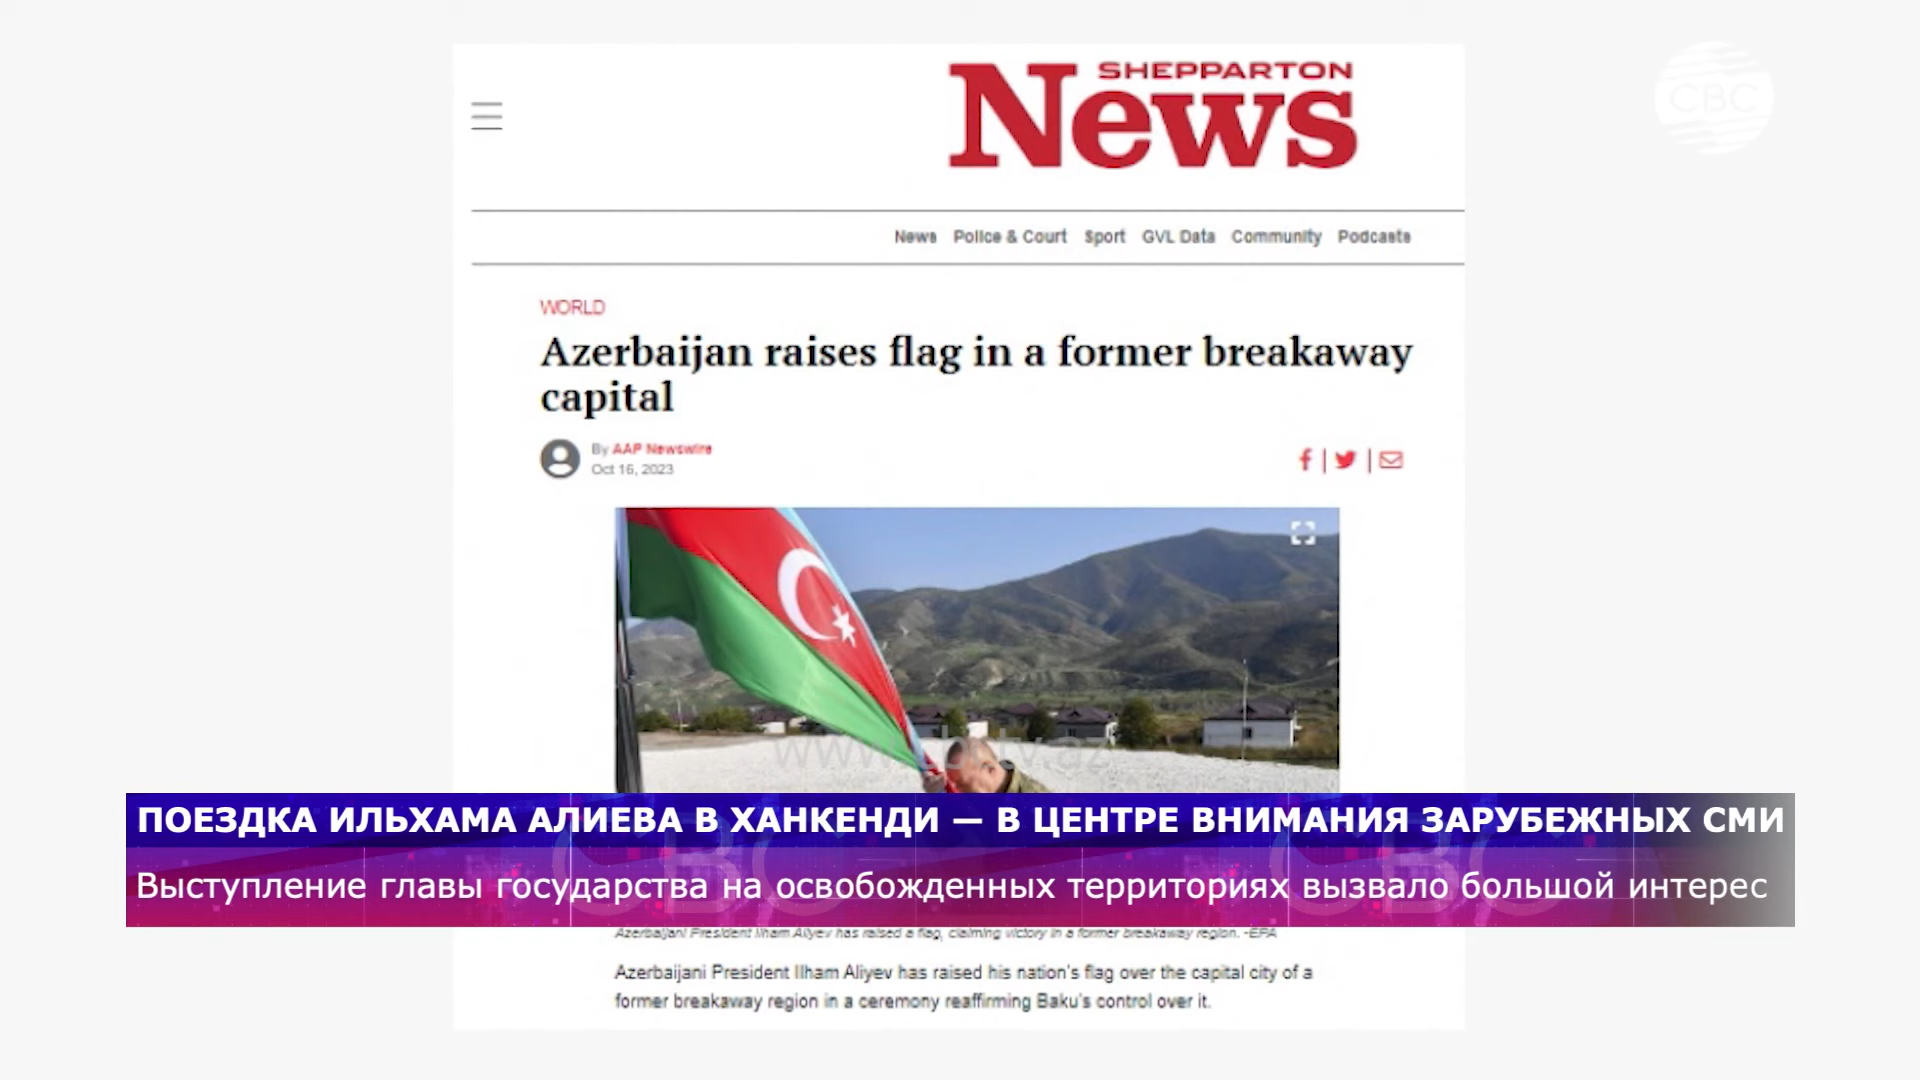 SHEPPARTON
News
CBC
News Police & Court Sport GVL Data Community Podcasts
WORLD
Azerbaijan raises flag in a former breakaway
capital
By AAP Newswire
Oct 16, 2023
www.cbctv.az
ПОЕЗДКА ИЛЬХАМА АЛИЕВА В ХАНКЕНДИ — В ЦЕНТРЕ ВНИМАНИЯ ЗАРУБЕЖНЫХ СМИ
Выступление главы государства на освобожденных территориях вызвало большой интерес
Azerbaijani President Ilham Aliyev has raised a flag, claiming victory in a former breakaway region. -EPA
Azerbaijani President Ilham Aliyev has raised his nation's flag over the capital city of a
former breakaway region in a ceremony reaffirming Baku's control over it.